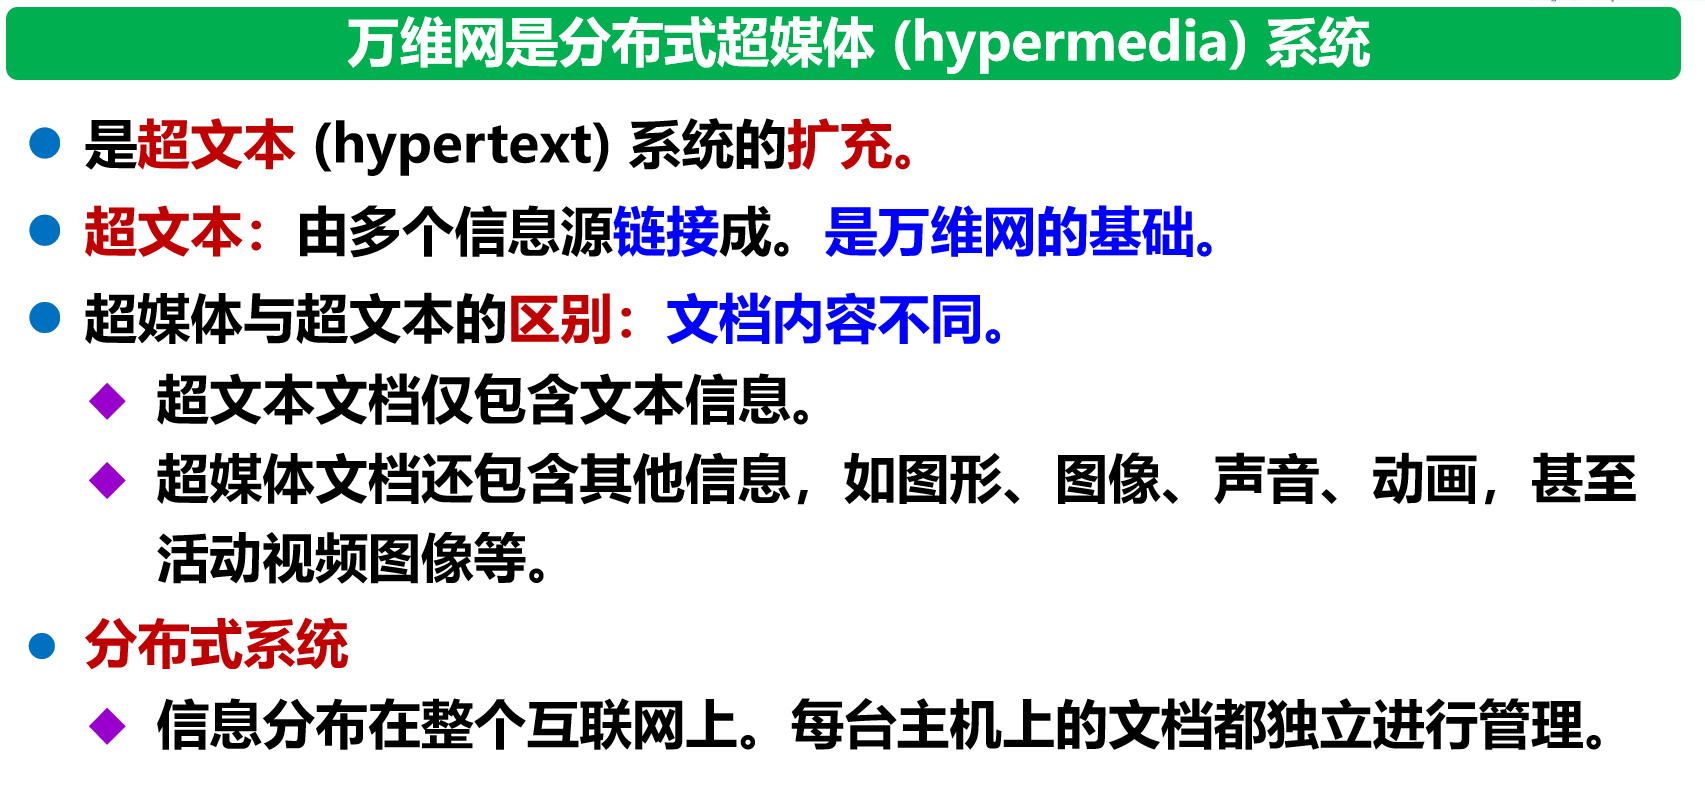 万维网是分布式超媒体 (hypermedia) 系统
是超文本 (hypertext) 系统的扩充。
超文本：由多个信息源链接成。是万维网的基础。
超媒体与超文本的区别：文档内容不同。
超文本文档仅包含文本信息。
超媒体文档还包含其他信息，如图形、图像、声音、动画，甚至
活动视频图像等。
分布式系统
信息分布在整个互联网上。每台主机上的文档都独立进行管理。